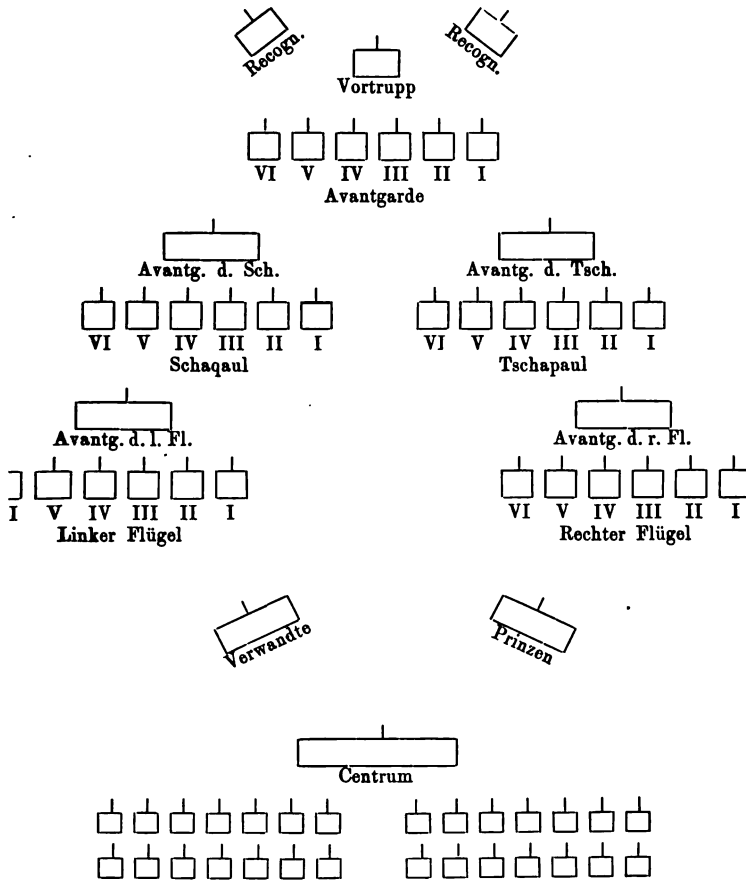 Recogn. Recogn.
Vortrupp
VI V IV III II I
Avantgarde
Avantg. d. Sch. Avantg. d. Tsch.
VI V IV III II I VI V IV III II I
Schaqaul Tschapaul
Avantg. d. l. Fl. Avantg. d. r. Fl.
I V IV III II I VI V IV III II I
Linker Flügel Rechter Flügel
Verwandte Prinzen
Centrum